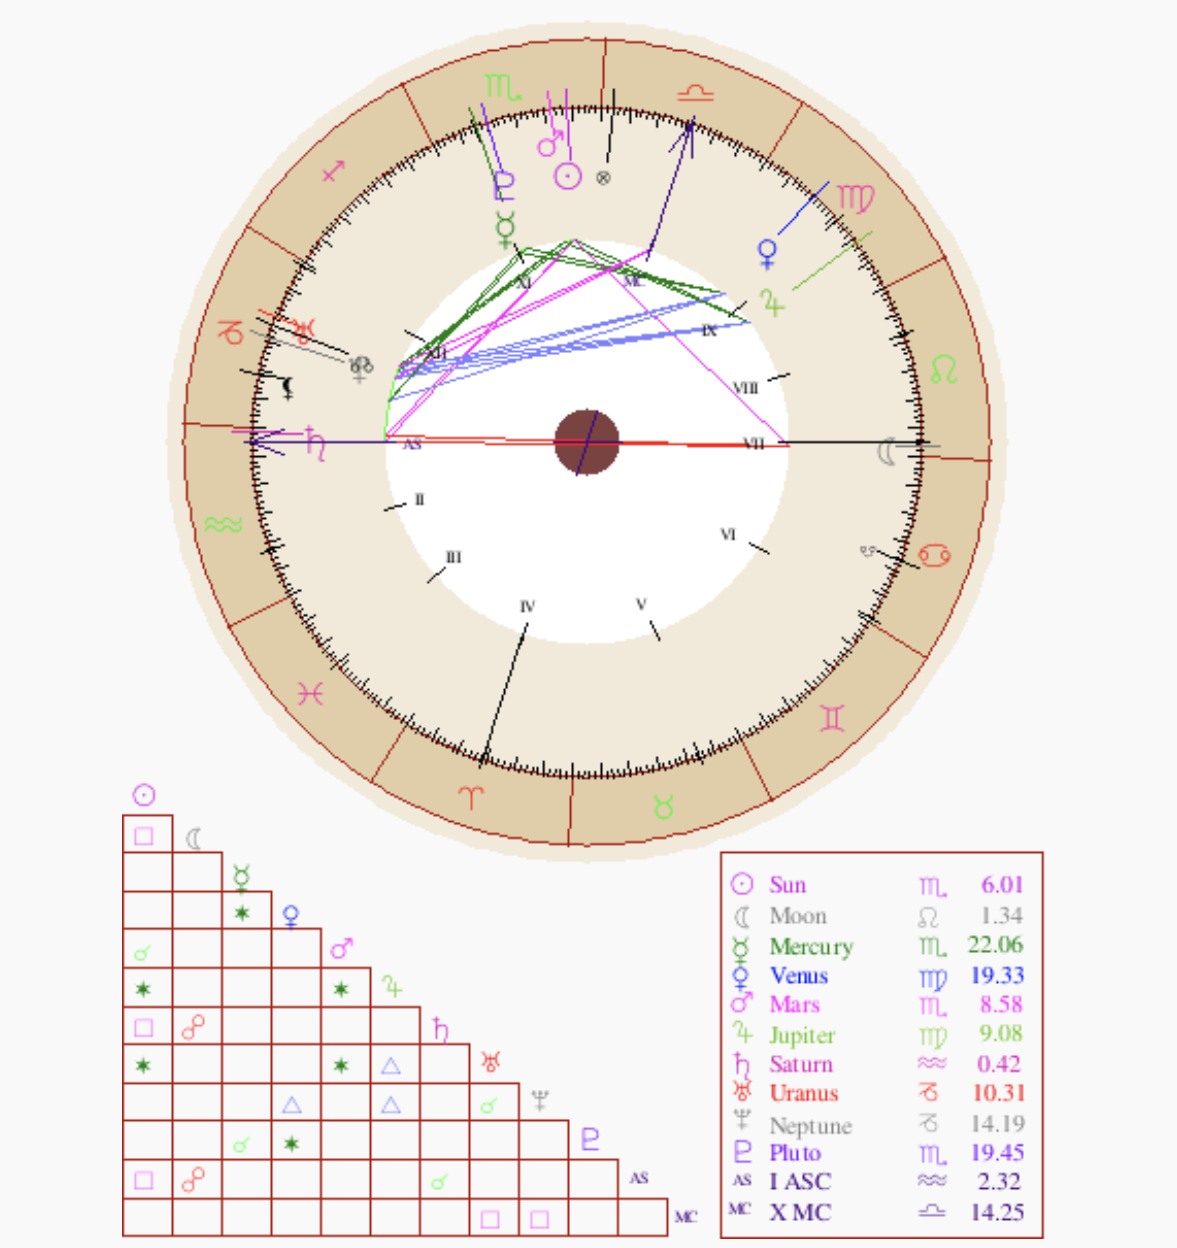 XI
MC
XII
IX
VIII
AS
VII
II
III
VI
IV
V
☉ Sun ♏ 6.01
☾ Moon ♌ 1.34
☿ Mercury ♏ 22.06
♀ Venus ♍ 19.33
♂ Mars ♏ 8.58
♃ Jupiter ♍ 9.08
♄ Saturn ♒ 0.42
♅ Uranus ♑ 10.31
♆ Neptune ♑ 14.19
♇ Pluto ♏ 19.45
AS I ASC ♒ 2.32
AS
MC X MC ♎ 14.25
MC